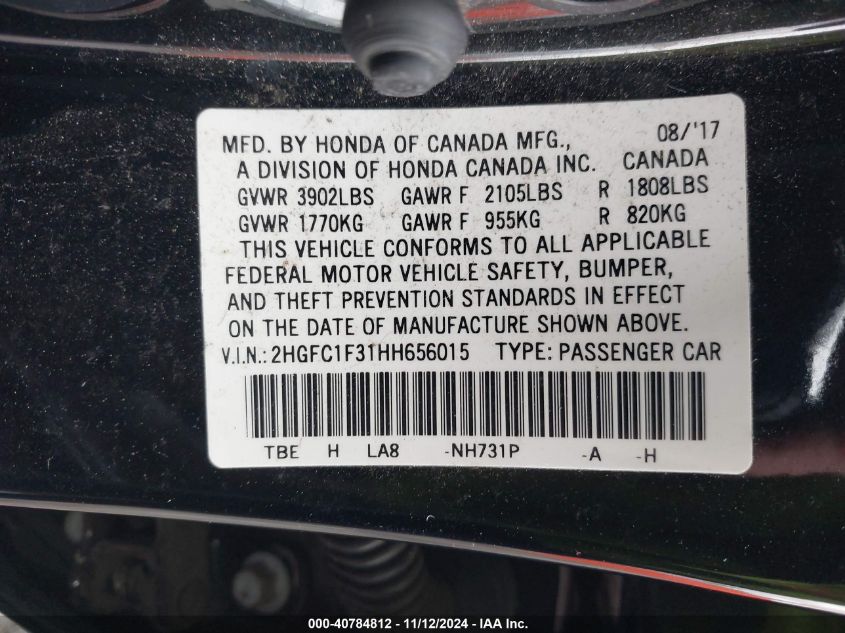 MFD. BY HONDA OF CANADA MFG., 08/'17
A DIVISION OF HONDA CANADA INC. CANADA
GVWR 3902LBS GAWR F 2105LBS R 1808LBS
GVWR 1770KG GAWR F 955KG R 820KG
THIS VEHICLE CONFORMS TO ALL APPLICABLE
FEDERAL MOTOR VEHICLE SAFETY, BUMPER,
AND THEFT PREVENTION STANDARDS IN EFFECT
ON THE DATE OF MANUFACTURE SHOWN ABOVE.
V.I.N.: 2HGFC1F31HH656015 TYPE: PASSENGER CAR
TBE H LA8 -NH731P -A -H
000-40784812 - 11/12/2024 - IAA Inc.